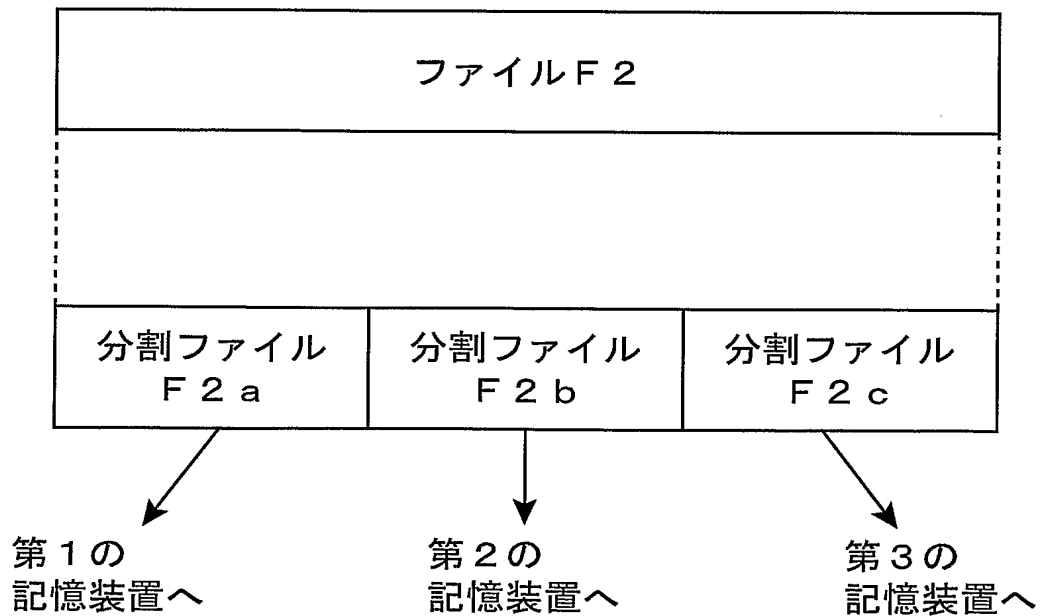 ファイルF2
分割ファイル
F2a
分割ファイル
F2b
分割ファイル
F2c
第1の
記憶装置へ
第2の
記憶装置へ
第3の
記憶装置へ